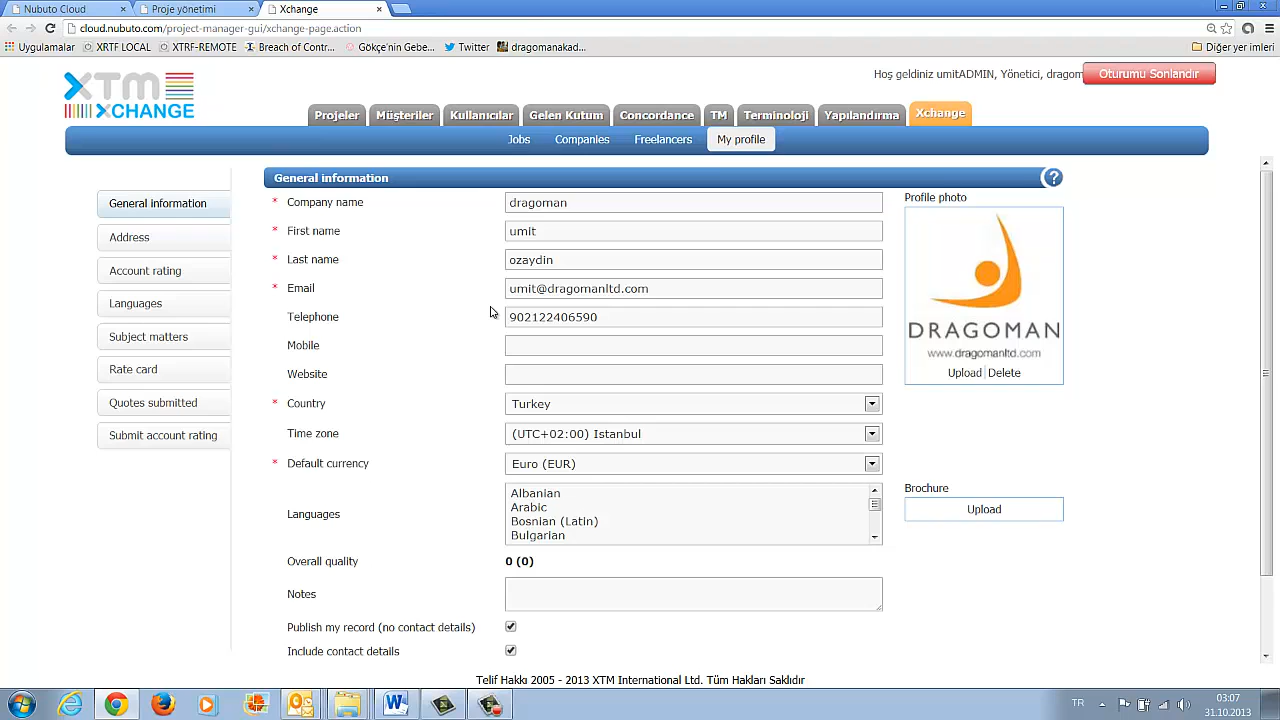 Nubuto Cloud
Proje yönetimi
Xchange
cloud.nubuto.com/project-manager-gui/xchange-page.action
Uygulamalar
XRTF LOCAL
XTRF-REMOTE
Breach of Contr...
Gökçe'nin Gebe...
Twitter
dragomanakad...
Diğer yer imleri
XTM
XCHANGE
Hoş geldiniz umitADMIN, Yönetici, dragom
Oturumu Sonlandır
Projeler
Müşteriler
Kullanıcılar
Gelen Kutum
Concordance
TM
Terminoloji
Yapılandırma
Xchange
Jobs
Companies
Freelancers
My profile
General information
Address
Account rating
Languages
Subject matters
Rate card
Quotes submitted
Submit account rating
General information
?
* Company name dragoman
* First name umit
* Last name ozaydin
* Email umit@dragomanltd.com
Telephone 902122406590
Mobile
Website
* Country Turkey
Time zone (UTC+02:00) Istanbul
* Default currency Euro (EUR)
Languages
Albanian
Arabic
Bosnian (Latin)
Bulgarian
Overall quality 0 (0)
Notes
Publish my record (no contact details)
Include contact details
Profile photo
DRAGOMAN
www.dragomanltd.com
Upload | Delete
Brochure
Upload
Telif Hakkı 2005 - 2013 XTM International Ltd. Tüm Hakları Saklıdır
TR
03:07
31.10.2013